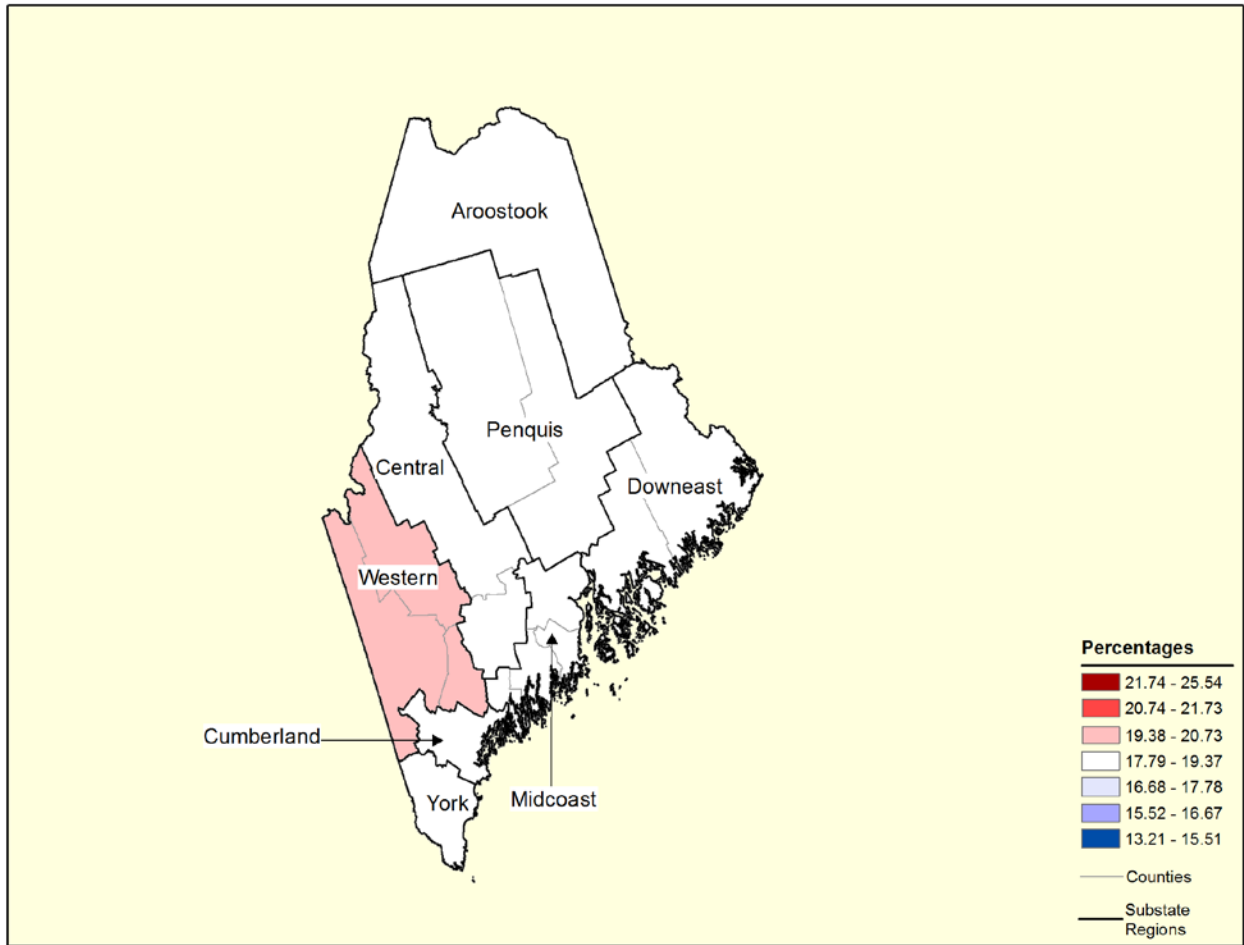 Aroostook
Penquis
Central
Downeast
Western
Cumberland
Midcoast
York
Percentages
21.74 - 25.54
20.74 - 21.73
19.38 - 20.73
17.79 - 19.37
16.68 - 17.78
15.52 - 16.67
13.21 - 15.51
Counties
Substate
Regions